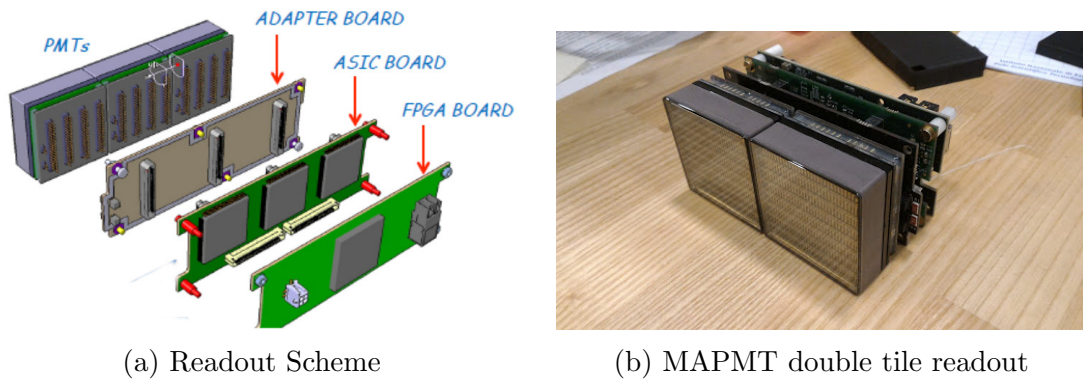 PMTs
ADAPTER BOARD
ASIC BOARD
FPGA BOARD
(a) Readout Scheme
(b) MAPMT double tile readout